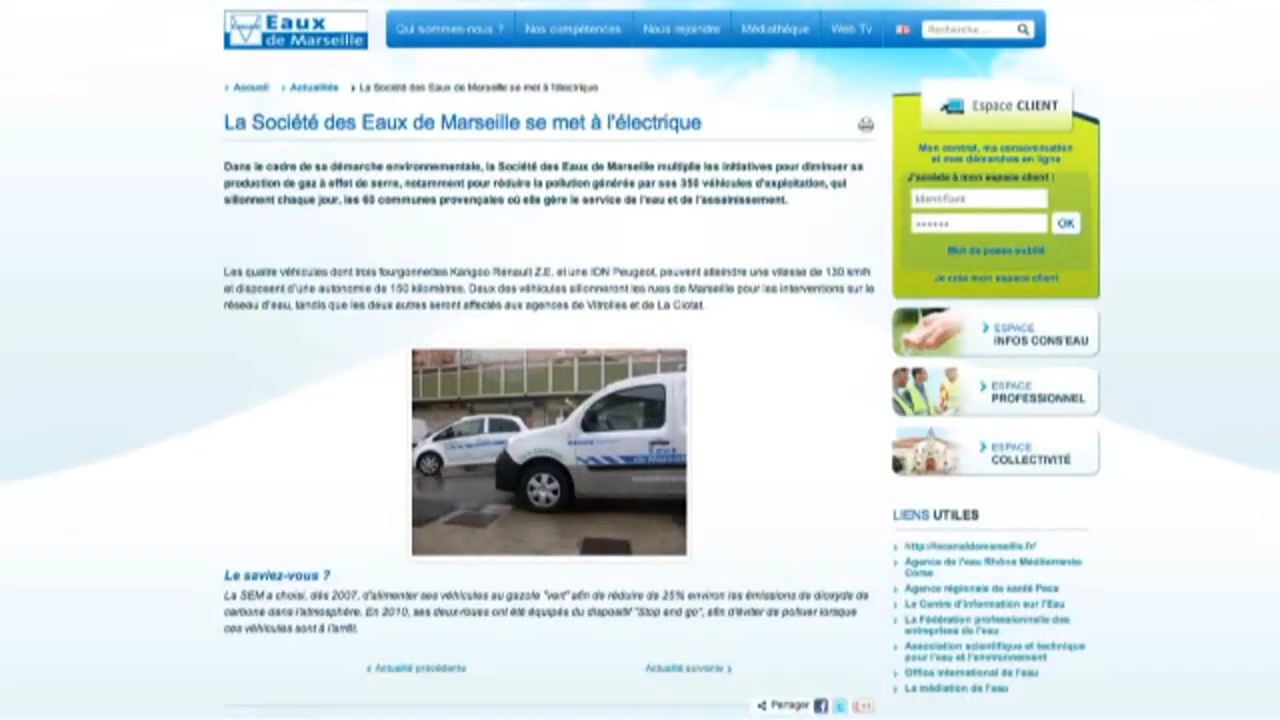 Eaux
de Marseille
Qui sommes-nous ? Nos compétences Nous rejoindre Médiathèque Web Tv Recherche...
› Accueil › Actualités › La Société des Eaux de Marseille se met à l'électrique
La Société des Eaux de Marseille se met à l'électrique
Dans le cadre de sa démarche environnementale, la Société des Eaux de Marseille multiplie les initiatives pour diminuer sa
production de gaz à effet de serre, notamment pour réduire la pollution générée par ses 350 véhicules d'exploitation, qui
sillonnent chaque jour, les 60 communes provençales où elle gère le service de l'eau et de l'assainissement.
Les quatre véhicules dont trois fourgonnettes Kangoo Renault Z.E. et une ION Peugeot, peuvent atteindre une vitesse de 130 km/h
et disposent d'une autonomie de 150 kilomètres. Deux des véhicules sillonneront les rues de Marseille pour les interventions sur le
réseau d'eau, tandis que les deux autres seront affectés aux agences de Vitrolles et de La Ciotat.
Eaux
de Marseille
Le saviez-vous ?
La SEM a choisi, dès 2007, d'alimenter ses véhicules au gazole "vert" afin de réduire de 25% environ les émissions de dioxyde de
carbone dans l'atmosphère. En 2010, ses deux-roues ont été équipés du dispositif "Stop and go", afin d'éviter de polluer lorsque
ces véhicules sont à l'arrêt.
‹ Actualité précédente Actualité suivante ›
Partager
Espace CLIENT
Mon contrat, ma consommation
et mes démarches en ligne
J'accède à mon espace client :
Identifiant
•••••• OK
Mot de passe oublié
Je crée mon espace client
› ESPACE
INFOS CONS'EAU
› ESPACE
PROFESSIONNEL
› ESPACE
COLLECTIVITÉ
LIENS UTILES
› http://lecanaldemarseille.fr/
› Agence de l'eau Rhône Méditerranée
Corse
› Agence régionale de santé Paca
› Le Centre d'Information sur l'Eau
› La Fédération professionnelle des
entreprises de l'eau
› Association scientifique et technique
pour l'eau et l'environnement
› Office international de l'eau
› La médiation de l'eau